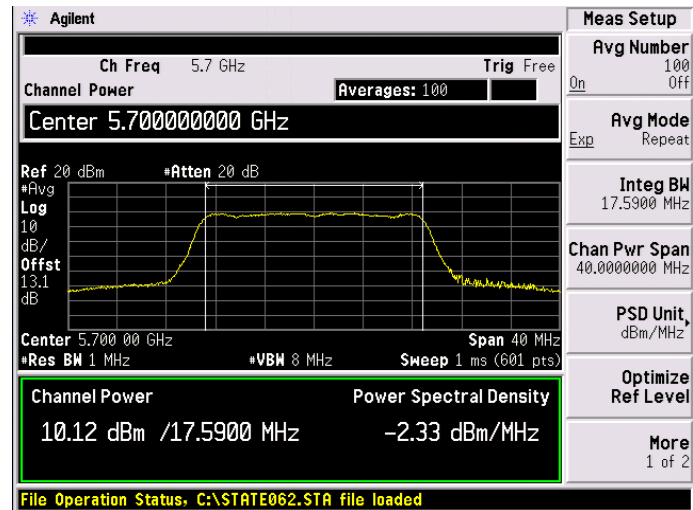 Agilent
Ch Freq 5.7 GHz Trig Free
Channel Power Averages: 100
Center 5.700000000 GHz
Ref 20 dBm #Atten 20 dB
#Avg
Log
10
dB/
Offst
13.1
dB
Center 5.700 00 GHz Span 40 MHz
#Res BW 1 MHz #VBW 8 MHz Sweep 1 ms (601 pts)
Channel Power Power Spectral Density
10.12 dBm /17.5900 MHz -2.33 dBm/MHz
File Operation Status, C:\STATE062.STA file loaded
Meas Setup
Avg Number
100
On Off
Avg Mode
Exp Repeat
Integ BW
17.5900 MHz
Chan Pwr Span
40.0000000 MHz
PSD Unit
dBm/MHz
Optimize
Ref Level
More
1 of 2